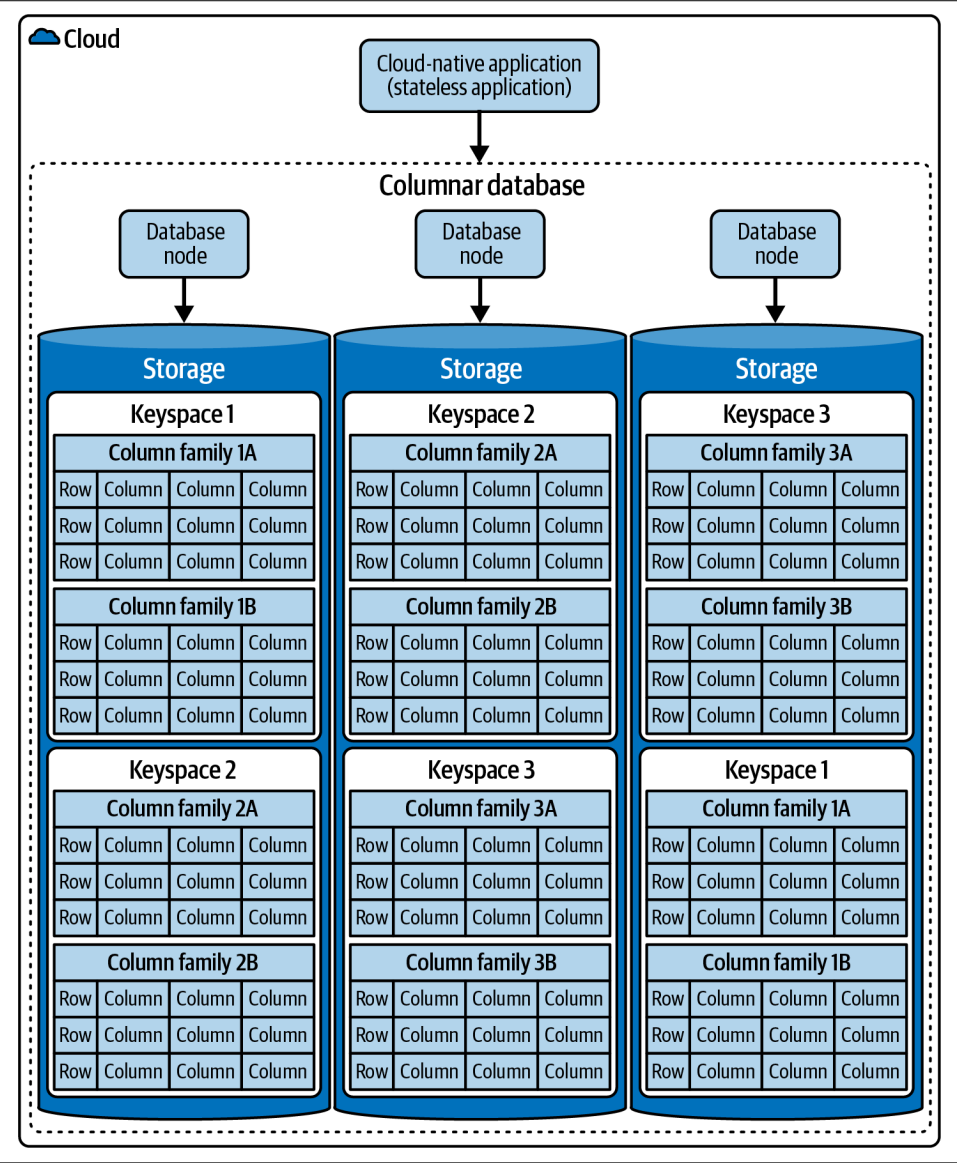 Cloud
Cloud-native application
(stateless application)
Columnar database
Database
node
Database
node
Database
node
Storage
Keyspace 1
Column family 1A
Row Column Column Column
Row Column Column Column
Row Column Column Column
Column family 1B
Row Column Column Column
Row Column Column Column
Row Column Column Column
Keyspace 2
Column family 2A
Row Column Column Column
Row Column Column Column
Row Column Column Column
Column family 2B
Row Column Column Column
Row Column Column Column
Row Column Column Column
Storage
Keyspace 2
Column family 2A
Row Column Column Column
Row Column Column Column
Row Column Column Column
Column family 2B
Row Column Column Column
Row Column Column Column
Row Column Column Column
Keyspace 3
Column family 3A
Row Column Column Column
Row Column Column Column
Row Column Column Column
Column family 3B
Row Column Column Column
Row Column Column Column
Row Column Column Column
Storage
Keyspace 3
Column family 3A
Row Column Column Column
Row Column Column Column
Row Column Column Column
Column family 3B
Row Column Column Column
Row Column Column Column
Row Column Column Column
Keyspace 1
Column family 1A
Row Column Column Column
Row Column Column Column
Row Column Column Column
Column family 1B
Row Column Column Column
Row Column Column Column
Row Column Column Column